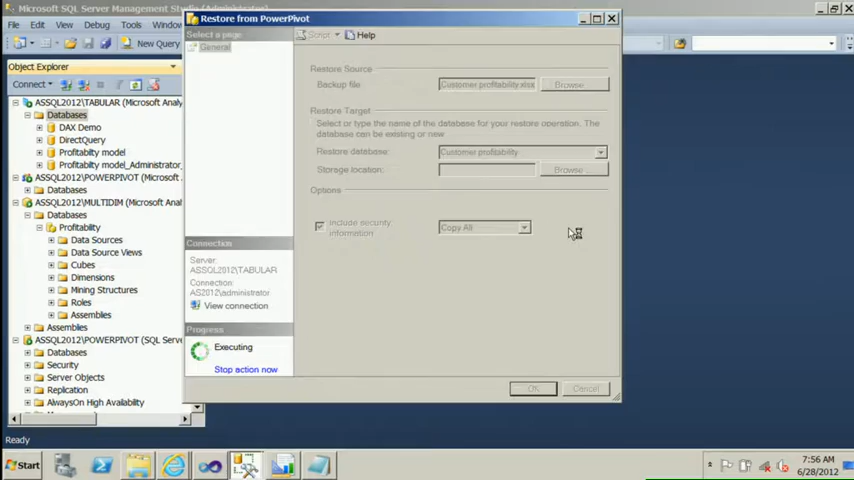 Microsoft SQL Server Management Studio (Administrator)
File Edit View Debug Tools Window
New Query
Object Explorer
Connect
ASSQL2012\TABULAR (Microsoft Analy
Databases
DAX Demo
DirectQuery
Profitabilty model
Profitabilty model_Administrator_
ASSQL2012\POWERPIVOT (Microsoft A
Databases
ASSQL2012\MULTIDIM (Microsoft Anal
Databases
Profitability
Data Sources
Data Source Views
Cubes
Dimensions
Mining Structures
Roles
Assemblies
Assemblies
ASSQL2012\POWERPIVOT (SQL Serve
Databases
Security
Server Objects
Replication
AlwaysOn High Availability
Ready
Restore from PowerPivot
Select a page
General
Script Help
Restore Source
Backup file Customer profitability.xlsx Browse...
Restore Target
Select or type the name of the database for your restore operation. The
database can be existing or new
Restore database: Customer profitability
Storage location: Browse ...
Options
Include security
information
Copy All
Connection
Server:
ASSQL2012\TABULAR
Connection:
AS2012\administrator
View connection
Progress
Executing
Stop action now
OK Cancel
Start
7:56 AM
6/28/2012